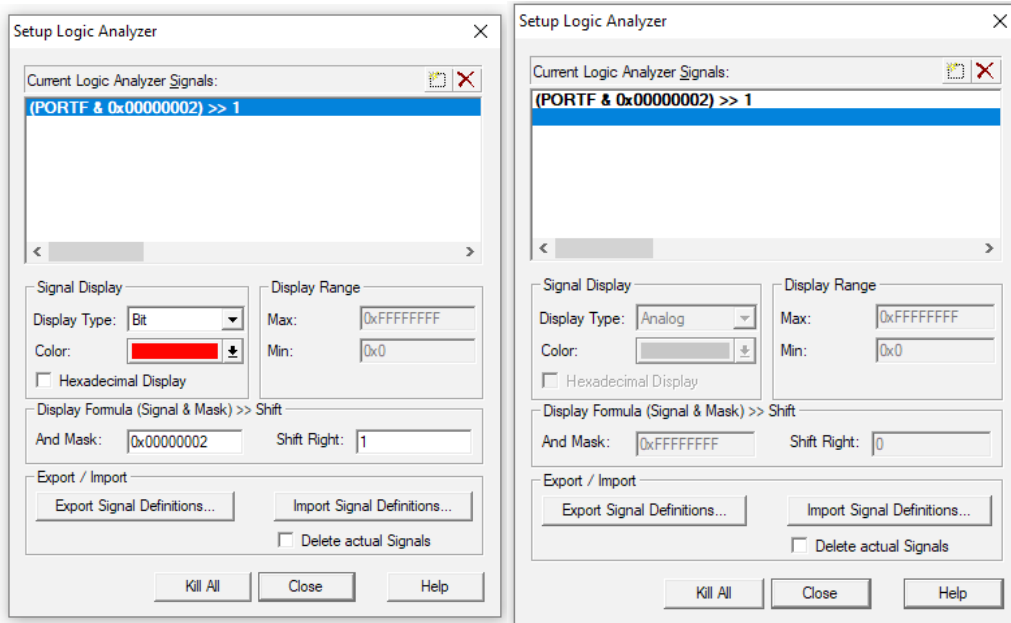 Setup Logic Analyzer
Current Logic Analyzer Signals:
(PORTF & 0x00000002) >> 1
Signal Display
Display Range
Display Type: Bit
Max: 0xFFFFFFFF
Color:
Min: 0x0
Hexadecimal Display
Display Formula (Signal & Mask) >> Shift
And Mask: 0x00000002 Shift Right: 1
Export / Import
Export Signal Definitions... Import Signal Definitions...
Delete actual Signals
Kill All Close Help
Setup Logic Analyzer
Current Logic Analyzer Signals:
(PORTF & 0x00000002) >> 1
Signal Display
Display Range
Display Type: Analog
Max: 0xFFFFFFFF
Color:
Min: 0x0
Hexadecimal Display
Display Formula (Signal & Mask) >> Shift
And Mask: 0xFFFFFFFF Shift Right: 0
Export / Import
Export Signal Definitions... Import Signal Definitions...
Delete actual Signals
Kill All Close Help